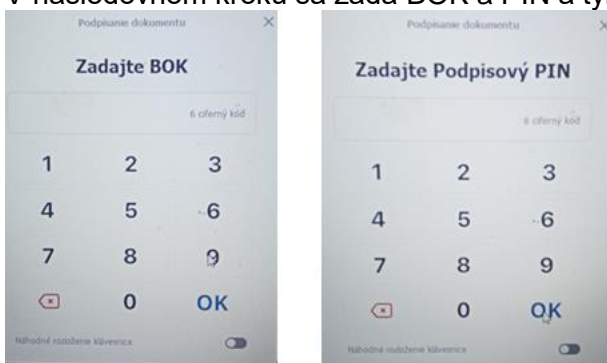 V následovnom kroku sa zadá BOK a PIN a
Podpísanie dokumentu
Zadajte BOK
6 ciferný kód
1 2 3
4 5 6
7 8 9
0 OK
Náhodné rozloženie klávesnice
Podpísanie dokumentu
Zadajte Podpisový PIN
6 ciferný kód
1 2 3
4 5 6
7 8 9
0 OK
Náhodné rozloženie klávesnice